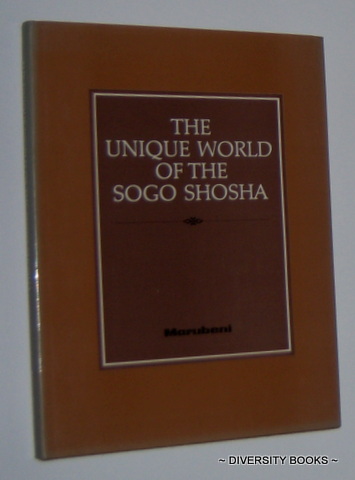 THE
UNIQUE WORLD
OF THE
SOGO SHOSHA
Marubeni
~ DIVERSITY BOOKS ~